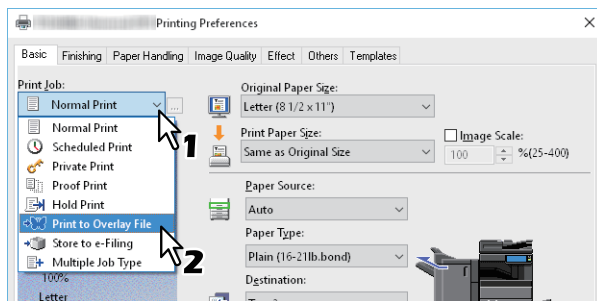 Printing Preferences
Basic Finishing Paper Handling Image Quality Effect Others Templates
Print Job:
Normal Print ...
Normal Print
Scheduled Print
Private Print
Proof Print
Hold Print
Print to Overlay File
Store to e-Filing
Multiple Job Type
100%
Letter
1
2
Original Paper Size:
Letter (8 1/2 x 11")
Print Paper Size:
Same as Original Size
Image Scale:
100 %(25-400)
Paper Source:
Auto
Paper Type:
Plain (16-21lb.bond)
Destination: